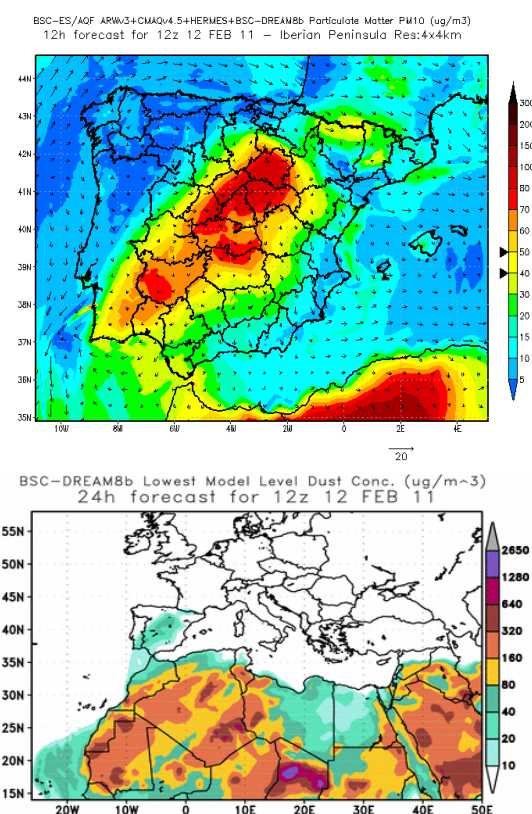 BSC-ES/AQF ARWv3+CMAQv4.5+HERMES+BSC-DREAM8b Particulate Matter PM10 (ug/m3)
12h forecast for 12z 12 FEB 11 - Iberian Peninsula Res:4x4km
44N
43N
42N
41N
40N
39N
38N
37N
36N
35N
10W 8W 6W 4W 2W 0 2E 4E
300
200
150
100
80
70
60
50
40
30
20
15
10
5
20
BSC-DREAM8b Lowest Model Level Dust Conc. (ug/m^3)
24h forecast for 12z 12 FEB 11
55N
50N
45N
40N
35N
30N
25N
20N
15N
20W 10W 0 10E 20E 30E 40E 50E
2650
1280
640
320
160
80
40
20
10